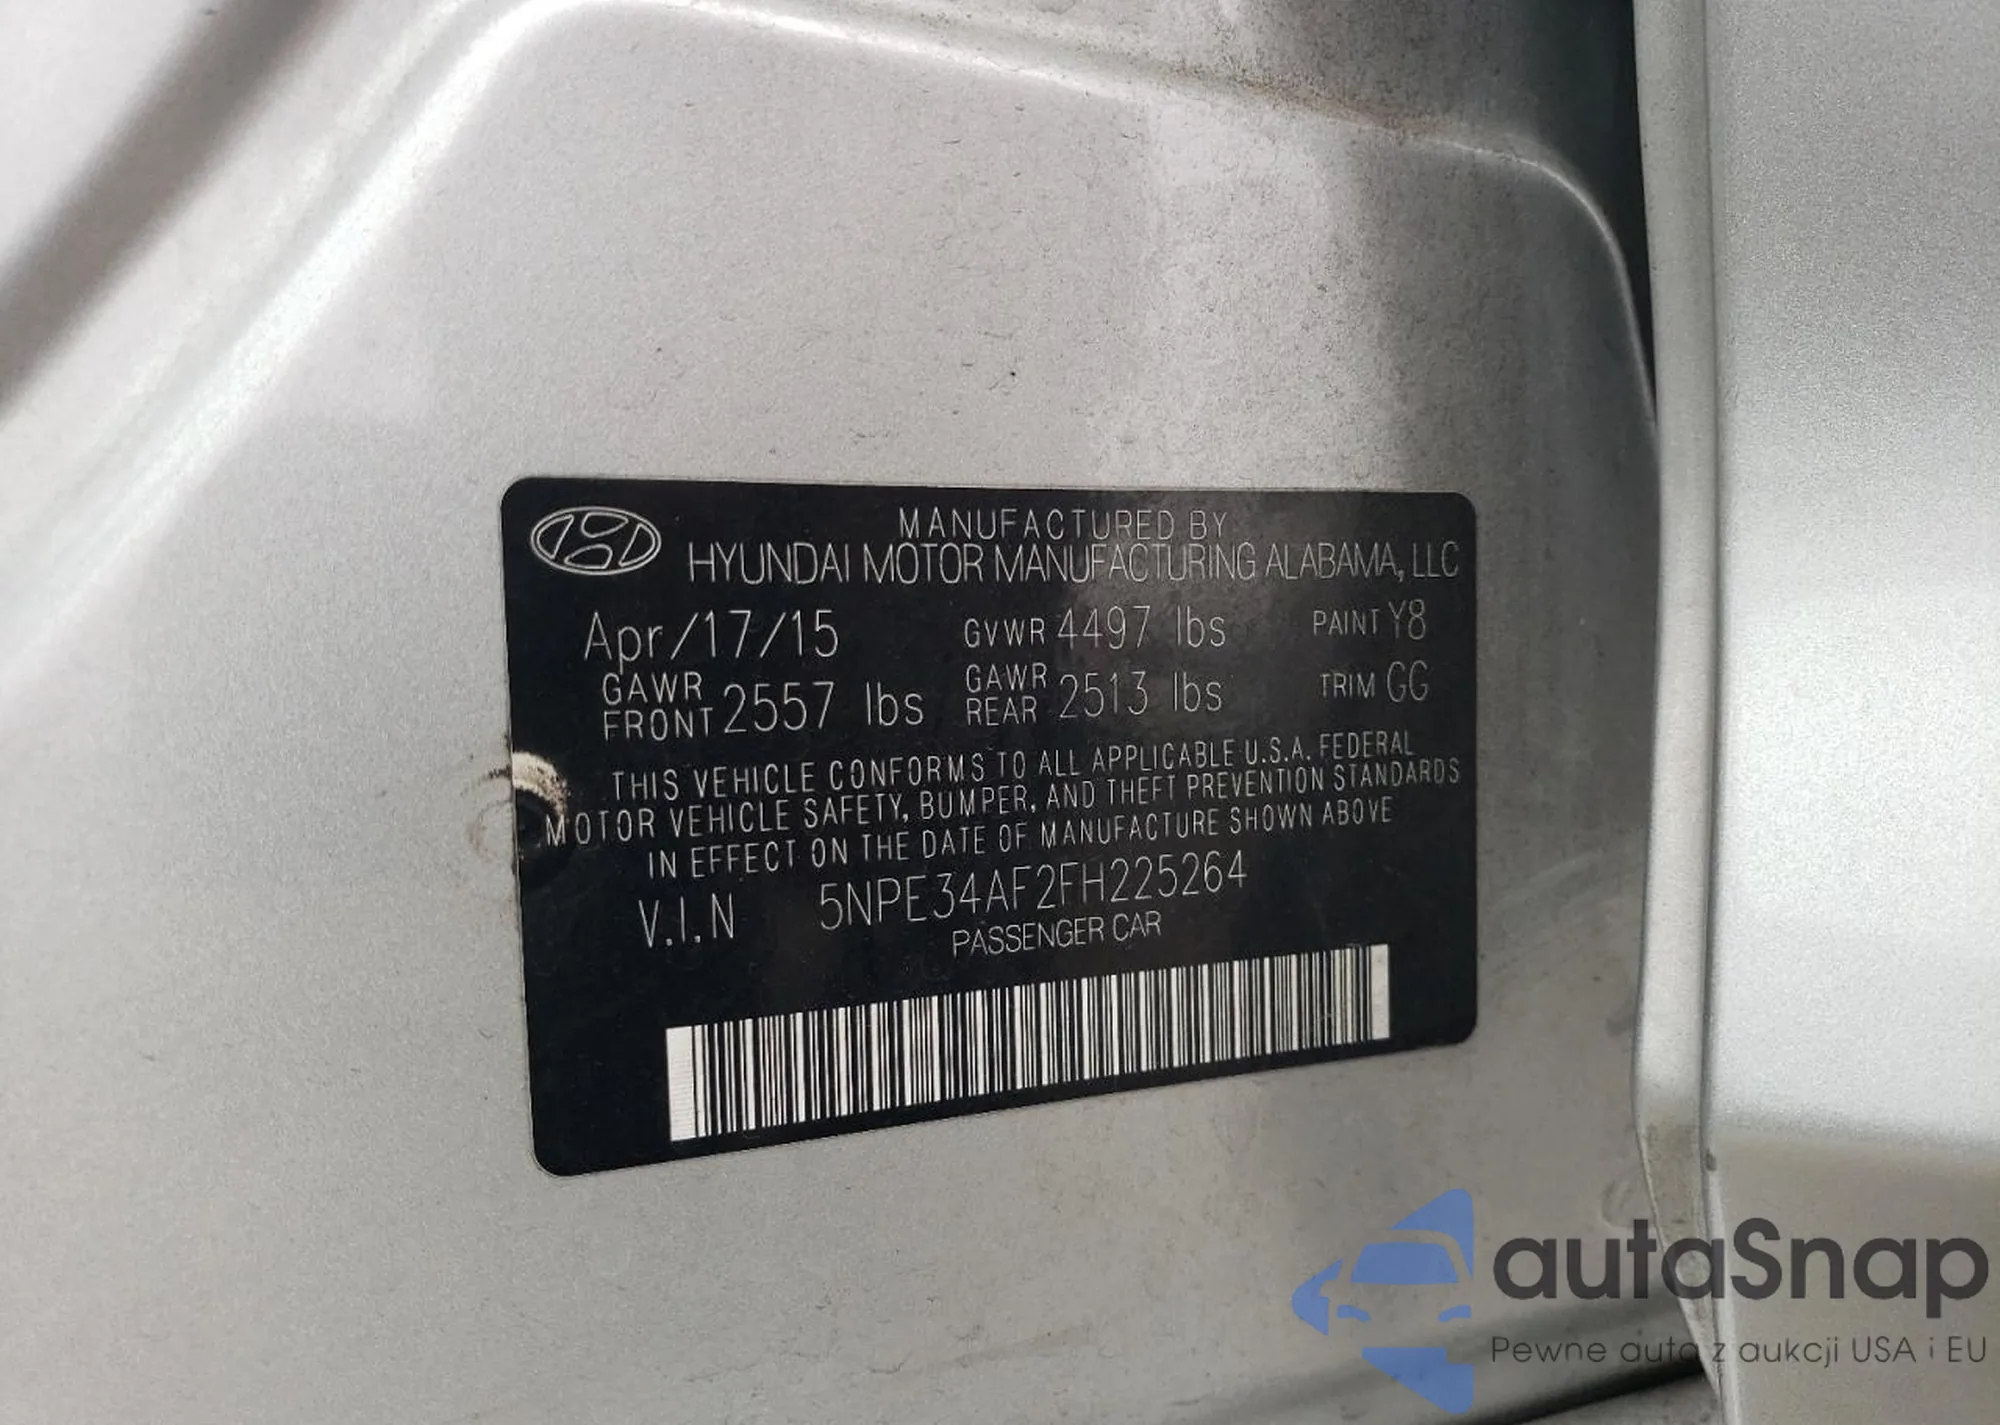 MANUFACTURED BY
HYUNDAI MOTOR MANUFACTURING ALABAMA, LLC
Apr/17/15 GVWR 4497 lbs PAINT Y8
GAWR FRONT 2557 lbs GAWR REAR 2513 lbs TRIM GG
THIS VEHICLE CONFORMS TO ALL APPLICABLE U.S.A. FEDERAL
MOTOR VEHICLE SAFETY, BUMPER, AND THEFT PREVENTION STANDARDS
IN EFFECT ON THE DATE OF MANUFACTURE SHOWN ABOVE
V.I.N 5NPE34AF2FH225264
PASSENGER CAR
autaSnap
Pewne auta z aukcji USA i EU